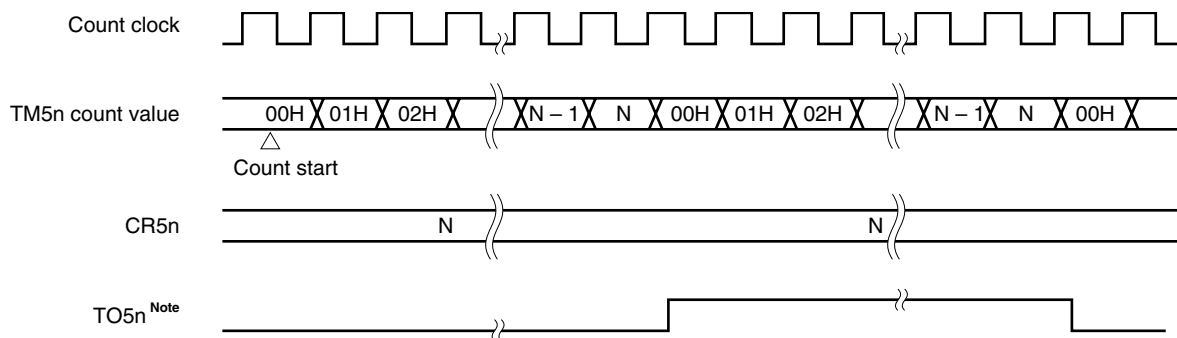 Count clock
TM5n count value
00H 01H 02H N – 1 N 00H 01H 02H N – 1 N 00H
Count start
CR5n
N N
TO5n Note